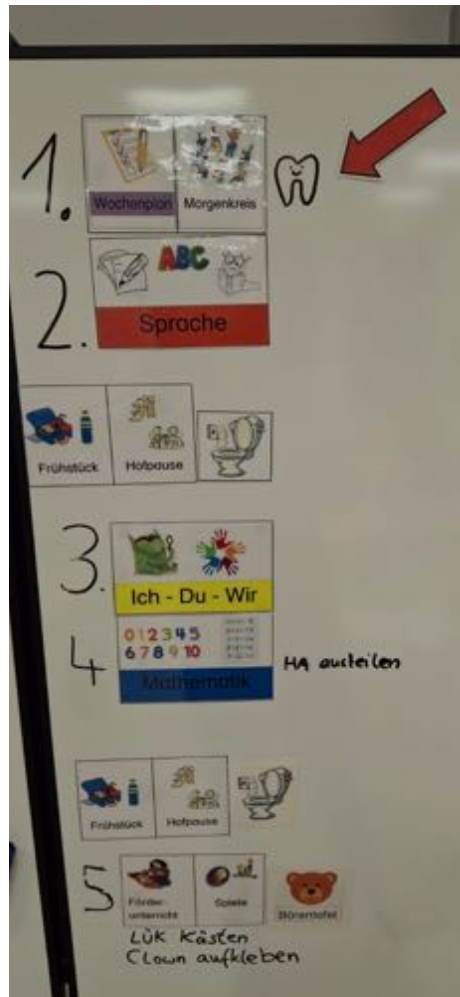 1. Wochenplan Morgenkreis
2. ABC
Sprache
Frühstück Hofpause
3. Ich - Du - Wir
4 0 1 2 3 4 5
6 7 8 9 10
Mathematik HA austeilen
Frühstück Hofpause
5 Förder-
unterricht Spiele Bärentafel
LÜK Kästen
Clown aufkleben